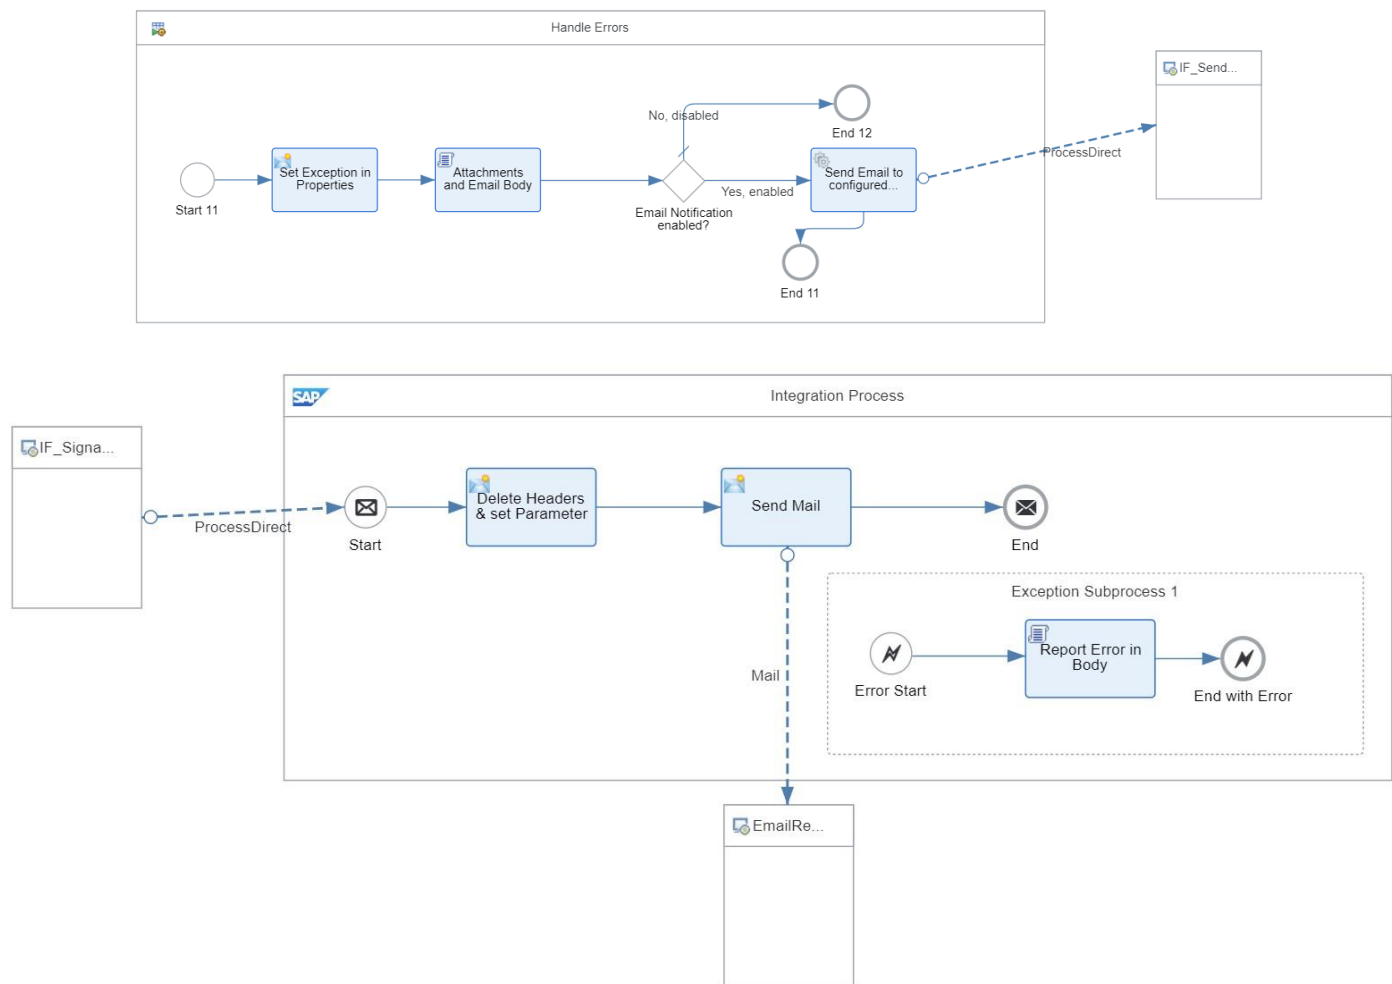 Handle Errors
IF_Send...
No, disabled
End 12
ProcessDirect
Set Exception in
Properties
Attachments
and Email Body
Send Email to
configured...
Yes, enabled
Start 11
Email Notification
enabled?
End 11
SAP
Integration Process
IF_Signa...
ProcessDirect
Start
Delete Headers
& set Parameter
Send Mail
End
Exception Subprocess 1
Error Start
Report Error in
Body
End with Error
Mail
EmailRe...